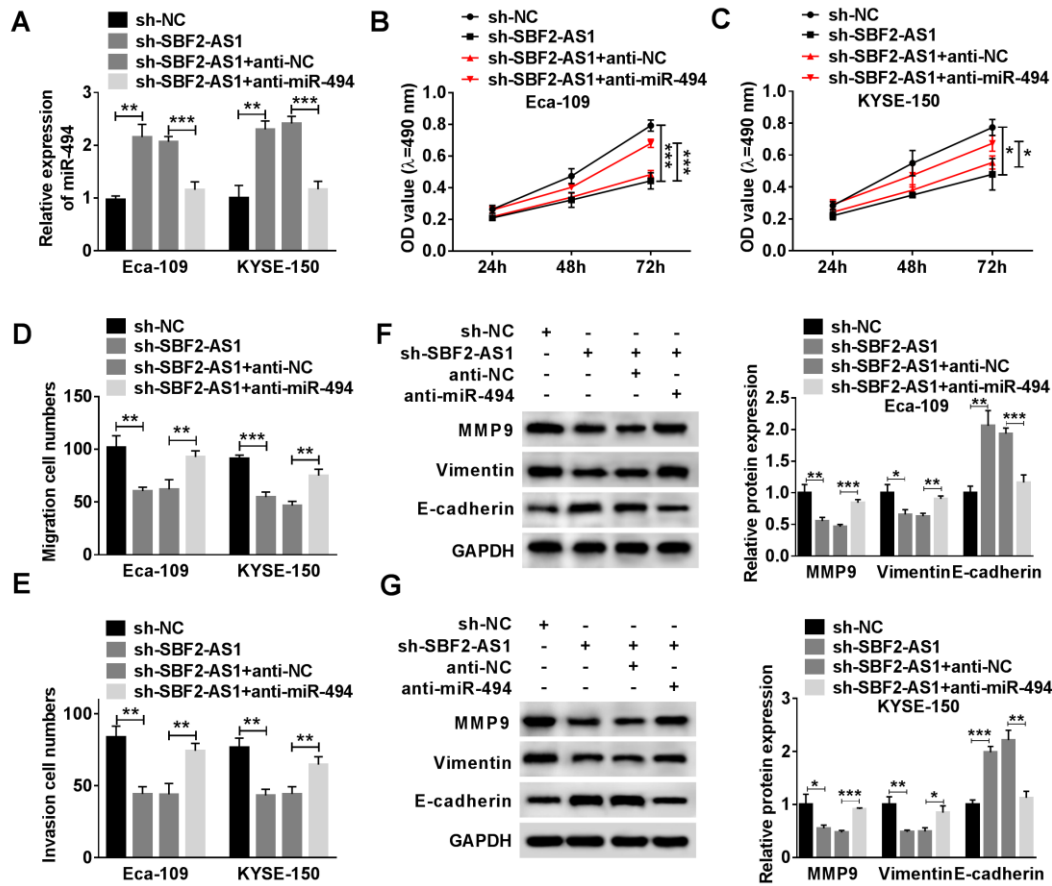 A
sh-NC
sh-SBF2-AS1
sh-SBF2-AS1+anti-NC
sh-SBF2-AS1+anti-miR-494
Relative expression
of miR-494
3
2
1
0
** *** ** ***
Eca-109 KYSE-150
B
sh-NC
sh-SBF2-AS1
sh-SBF2-AS1+anti-NC
sh-SBF2-AS1+anti-miR-494
Eca-109
OD value (λ=490 nm)
1.0
0.8
0.6
0.4
0.2
0.0
*** ***
24h 48h 72h
C
sh-NC
sh-SBF2-AS1
sh-SBF2-AS1+anti-NC
sh-SBF2-AS1+anti-miR-494
KYSE-150
OD value (λ=490 nm)
1.0
0.8
0.6
0.4
0.2
0.0
* *
24h 48h 72h
D
sh-NC
sh-SBF2-AS1
sh-SBF2-AS1+anti-NC
sh-SBF2-AS1+anti-miR-494
Migration cell numbers
150
100
50
0
** ** *** **
Eca-109 KYSE-150
E
sh-NC
sh-SBF2-AS1
sh-SBF2-AS1+anti-NC
sh-SBF2-AS1+anti-miR-494
Invasion cell numbers
100
50
0
** ** ** **
Eca-109 KYSE-150
F
sh-NC + - - -
sh-SBF2-AS1 - + + +
anti-NC - - + -
anti-miR-494 - - - +
MMP9
Vimentin
E-cadherin
GAPDH
sh-NC
sh-SBF2-AS1
sh-SBF2-AS1+anti-NC
sh-SBF2-AS1+anti-miR-494
Eca-109
Relative protein expression
2.5
2.0
1.5
1.0
0.5
0.0
** *** * ** ** ***
MMP9 Vimentin E-cadherin
G
sh-NC + - - -
sh-SBF2-AS1 - + + +
anti-NC - - + -
anti-miR-494 - - - +
MMP9
Vimentin
E-cadherin
GAPDH
sh-NC
sh-SBF2-AS1
sh-SBF2-AS1+anti-NC
sh-SBF2-AS1+anti-miR-494
KYSE-150
Relative protein expression
3
2
1
0
* *** ** * *** **
MMP9 Vimentin E-cadherin